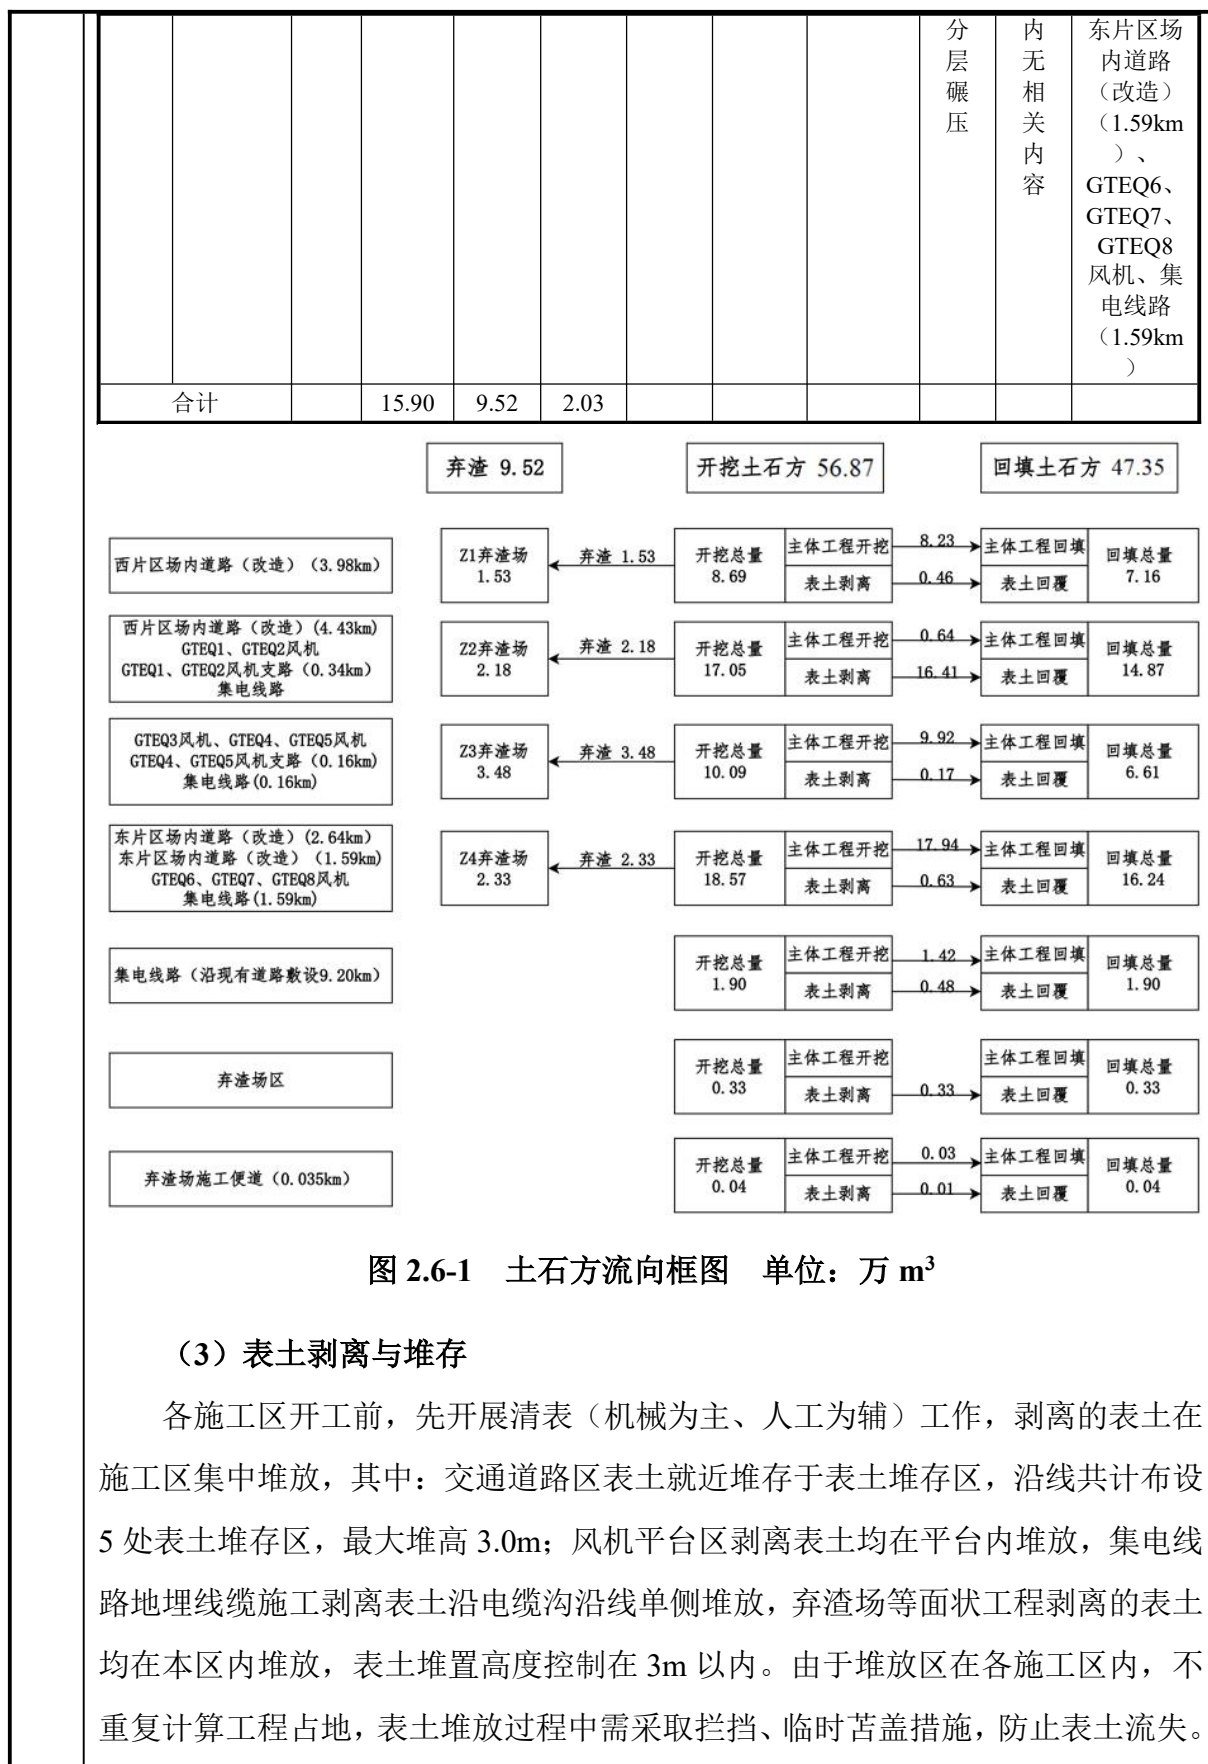 分
层
碾
压
内
无
相
关
内
容
东片区场
内道路
（改造）
（1.59km
）、
GTEQ6、
GTEQ7、
GTEQ8
风机、集
电线路
（1.59km
）
合计 15.90 9.52 2.03
弃渣 9.52 开挖土石方 56.87 回填土石方 47.35
西片区场内道路（改造）（3.98km）
Z1弃渣场
1.53
弃渣 1.53
开挖总量
8.69
主体工程开挖 8.23 主体工程回填
表土剥离 0.46 表土回覆
回填总量
7.16
西片区场内道路（改造）(4.43km)
GTEQ1、GTEQ2风机
GTEQ1、GTEQ2风机支路（0.34km）
集电线路
Z2弃渣场
2.18
弃渣 2.18
开挖总量
17.05
主体工程开挖 0.64 主体工程回填
表土剥离 16.41 表土回覆
回填总量
14.87
GTEQ3风机、GTEQ4、GTEQ5风机
GTEQ4、GTEQ5风机支路（0.16km）
集电线路(0.16km)
Z3弃渣场
3.48
弃渣 3.48
开挖总量
10.09
主体工程开挖 9.92 主体工程回填
表土剥离 0.17 表土回覆
回填总量
6.61
东片区场内道路（改造）(2.64km）
东片区场内道路（改造）（1.59km)
GTEQ6、GTEQ7、GTEQ8风机
集电线路(1.59km)
Z4弃渣场
2.33
弃渣 2.33
开挖总量
18.57
主体工程开挖 17.94 主体工程回填
表土剥离 0.63 表土回覆
回填总量
16.24
集电线路（沿现有道路敷设9.20km）
开挖总量
1.90
主体工程开挖 1.42 主体工程回填
表土剥离 0.48 表土回覆
回填总量
1.90
弃渣场区
开挖总量
0.33
主体工程开挖 主体工程回填
表土剥离 0.33 表土回覆
回填总量
0.33
弃渣场施工便道（0.035km）
开挖总量
0.04
主体工程开挖 0.03 主体工程回填
表土剥离 0.01 表土回覆
回填总量
0.04
图 2.6-1 土石方流向框图 单位：万 m³
（3）表土剥离与堆存
各施工区开工前，先开展清表（机械为主、人工为辅）工作，剥离的表土在
施工区集中堆放，其中：交通道路区表土就近堆存于表土堆存区，沿线共计布设
5 处表土堆存区，最大堆高 3.0m；风机平台区剥离表土均在平台内堆放，集电线
路地埋线缆施工剥离表土沿电缆沟沿线单侧堆放，弃渣场等面状工程剥离的表土
均在本区内堆放，表土堆置高度控制在 3m 以内。由于堆放区在各施工区内，不
重复计算工程占地，表土堆放过程中需采取拦挡、临时苫盖措施，防止表土流失。